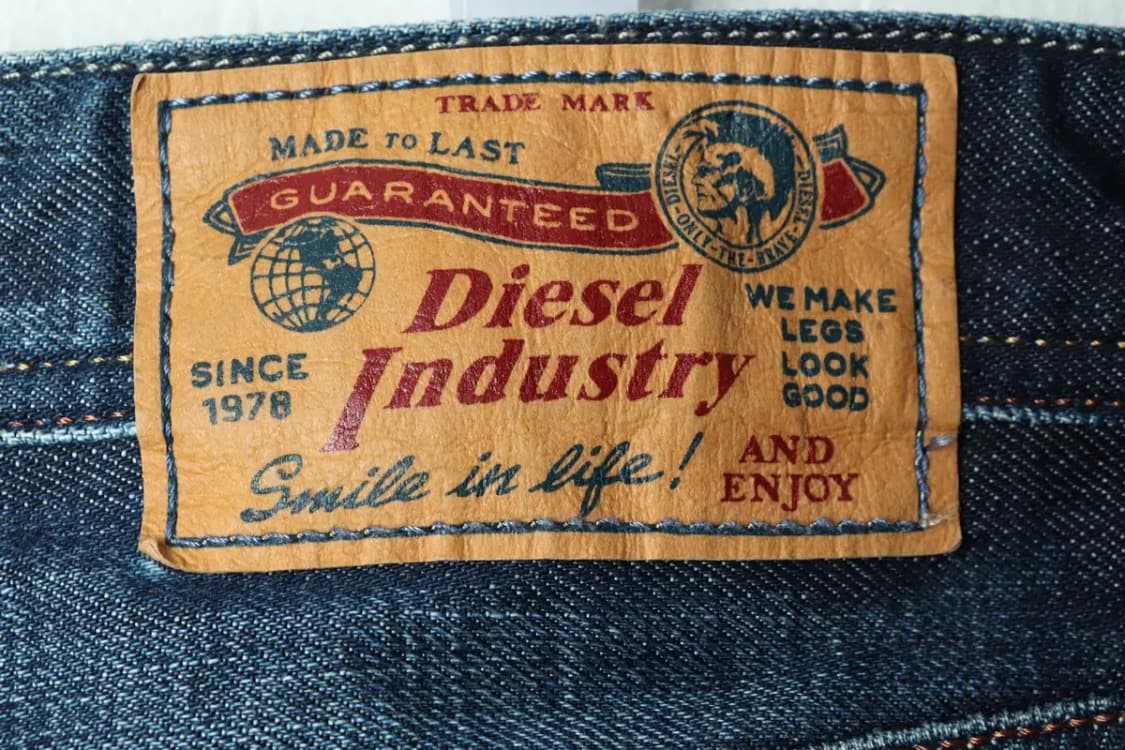 TRADE MARK
MADE TO LAST
GUARANTEED
DIESEL·ONLY·THE·BRAVE·DIESEL
Diesel
Industry
SINCE
1978
WE MAKE
LEGS
LOOK
GOOD
Smile in life!
AND
ENJOY